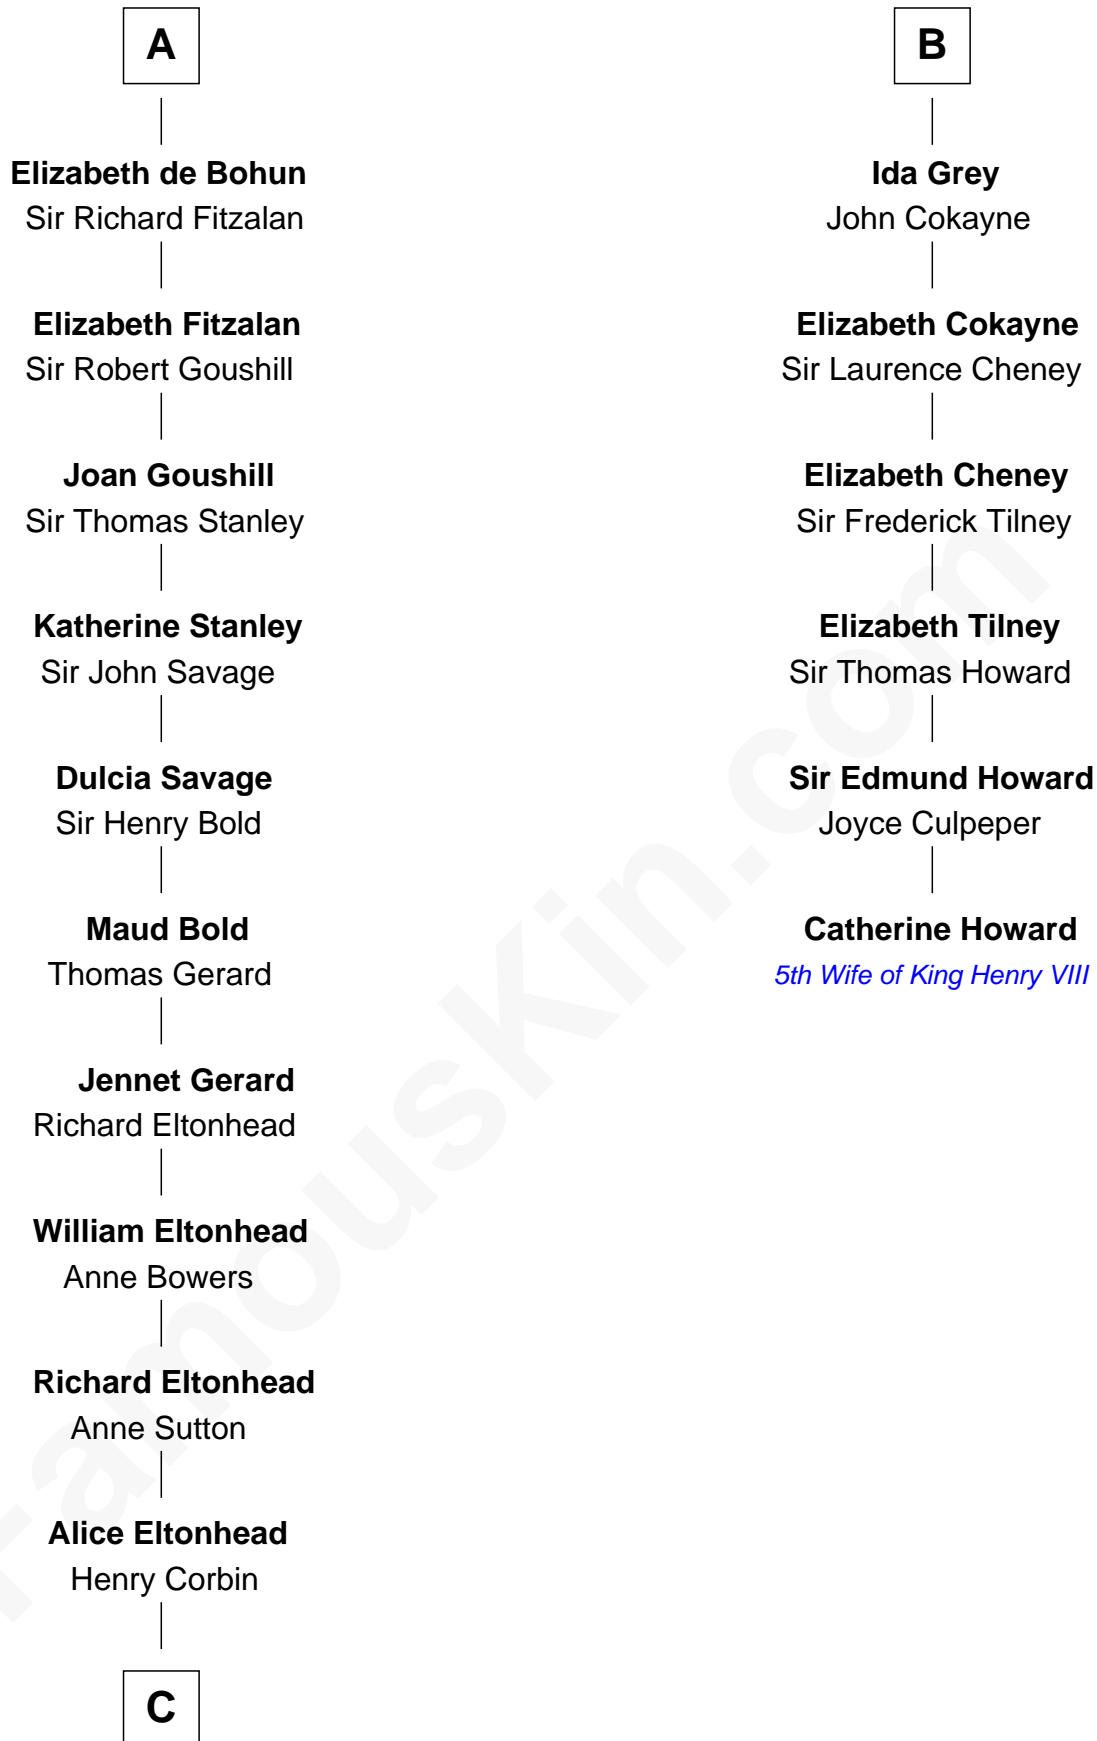 A
Elizabeth de Bohun
Sir Richard Fitzalan
Elizabeth Fitzalan
Sir Robert Goushill
Joan Goushill
Sir Thomas Stanley
Katherine Stanley
Sir John Savage
Dulcia Savage
Sir Henry Bold
Maud Bold
Thomas Gerard
Jennet Gerard
Richard Eltonhead
William Eltonhead
Anne Bowers
Richard Eltonhead
Anne Sutton
Alice Eltonhead
Henry Corbin
C
B
Ida Grey
John Cokayne
Elizabeth Cokayne
Sir Laurence Cheney
Elizabeth Cheney
Sir Frederick Tilney
Elizabeth Tilney
Sir Thomas Howard
Sir Edmund Howard
Joyce Culpeper
Catherine Howard
5th Wife of King Henry VIII
FamousKin.com